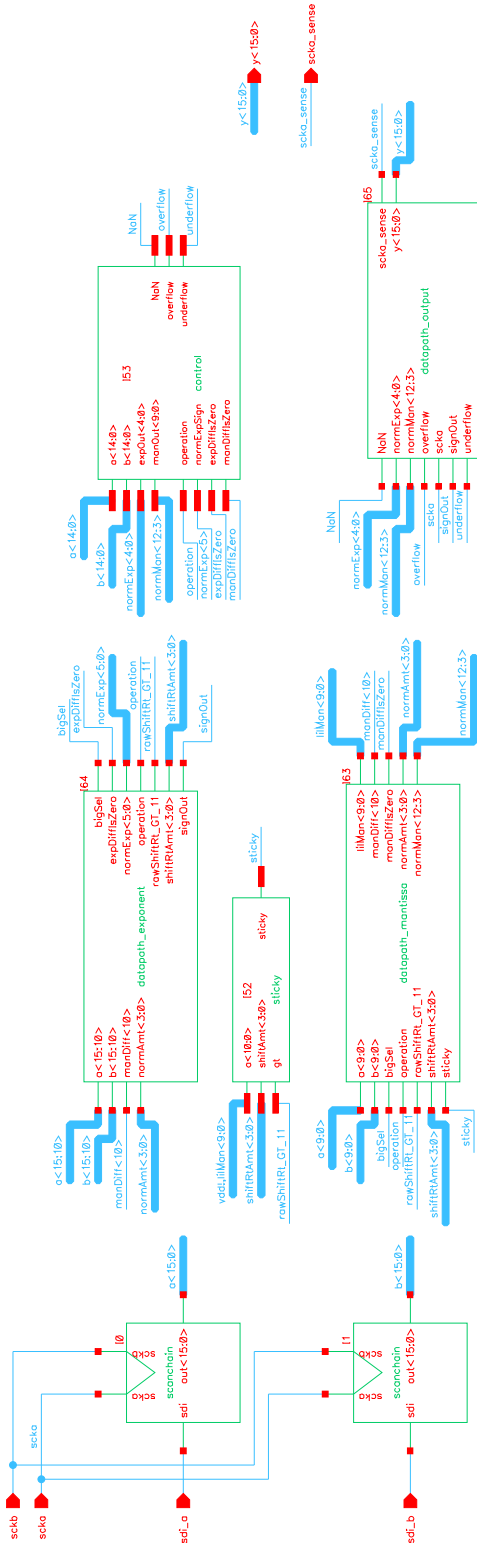 sckb
scka
scka
sdi_a
sdi_b
I0
sckb
scka
scanchain
sdi
out<15:0>
a<15:0>
I1
sckb
scka
scanchain
sdi
out<15:0>
b<15:0>
a<15:10>
b<15:10>
manDiff<10>
normAmt<3:0>
a<15:10>
b<15:10>
manDiff<10>
normAmt<3:0>
datapath_exponent
I64
bigSel
expDiffIsZero
normExp<5:0>
operation
rawShiftRt_GT_11
shiftRtAmt<3:0>
signOut
bigSel
expDiffIsZero
normExp<5:0>
operation
rawShiftRt_GT_11
shiftRtAmt<3:0>
signOut
vdd!,lilMan<9:0>
shiftRtAmt<3:0>
rawShiftRt_GT_11
a<10:0>
shiftAmt<3:0>
gt
I52
sticky
sticky
sticky
a<9:0>
b<9:0>
bigSel
operation
rawShiftRt_GT_11
shiftRtAmt<3:0>
sticky
a<9:0>
b<9:0>
bigSel
operation
rawShiftRt_GT_11
shiftRtAmt<3:0>
sticky
datapath_mantissa
I63
lilMan<9:0>
manDiff<10>
manDiffIsZero
normAmt<3:0>
normMan<12:3>
lilMan<9:0>
manDiff<10>
manDiffIsZero
normAmt<3:0>
normMan<12:3>
a<14:0>
b<14:0>
normExp<4:0>
normMan<12:3>
operation
normExp<5>
expDiffIsZero
manDiffIsZero
a<14:0>
b<14:0>
expOut<4:0>
manOut<9:0>
operation
normExpSign
expDiffIsZero
manDiffIsZero
I53
control
NaN
overflow
underflow
NaN
overflow
underflow
NaN
normExp<4:0>
normMan<12:3>
overflow
scka
signOut
underflow
NaN
normExp<4:0>
normMan<12:3>
overflow
scka
signOut
underflow
datapath_output
I65
scka_sense
y<15:0>
scka_sense
y<15:0>
y<15:0>
y<15:0>
scka_sense
scka_sense